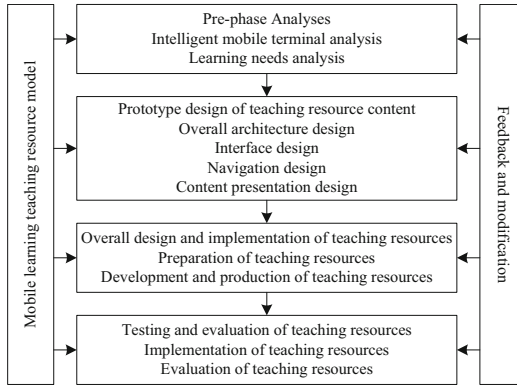 Mobile learning teaching resource model
Pre-phase Analyses
Intelligent mobile terminal analysis
Learning needs analysis
Prototype design of teaching resource content
Overall architecture design
Interface design
Navigation design
Content presentation design
Overall design and implementation of teaching resources
Preparation of teaching resources
Development and production of teaching resources
Testing and evaluation of teaching resources
Implementation of teaching resources
Evaluation of teaching resources
Feedback and modification